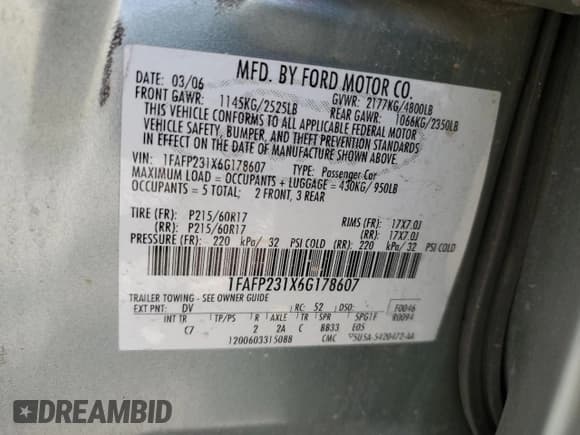 MFD. BY FORD MOTOR CO.
DATE: 03/06 GVWR: 2177KG/4800LB
FRONT GAWR: 1145KG/2525LB REAR GAWR: 1066KG/2350LB
THIS VEHICLE CONFORMS TO ALL APPLICABLE FEDERAL MOTOR
VEHICLE SAFETY, BUMPER, AND THEFT PREVENTION STANDARDS
IN EFFECT ON THE DATE OF MANUFACTURE SHOWN ABOVE.
VIN: 1FAFP231X6G178607 TYPE: Passenger Car
MAXIMUM LOAD = OCCUPANTS + LUGGAGE = 430KG/950LB
OCCUPANTS = 5 TOTAL; 2 FRONT, 3 REAR
TIRE (FR): P215/60R17 RIMS (FR): 17X7.0J
(RR): P215/60R17 (RR): 17X7.0J
PRESSURE (FR): 220 kPa/ 32 PSI COLD (RR): 220 kPa/ 32 PSI COLD
1FAFP231X6G178607
TRAILER TOWING - SEE OWNER GUIDE
EXT PNT: DV RC: 52 DSO: F0046
INT TR TP/PS R AXLE TR SPR SPGIF R0094
C7 2 2A C BB33 E05
12006033150BB CMC 5U5A-5420472-AA
DREAMBID